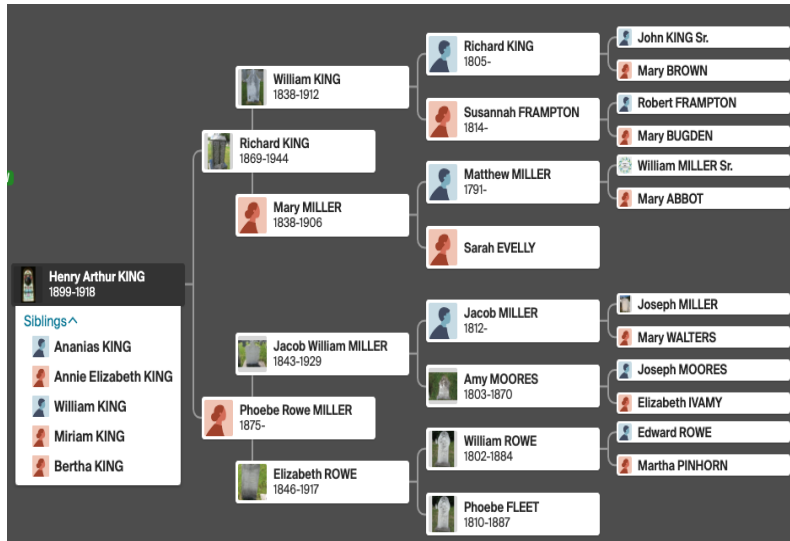 Henry Arthur KING
1899-1918
Siblings
Ananias KING
Annie Elizabeth KING
William KING
Miriam KING
Bertha KING
Richard KING
1869-1944
Phoebe Rowe MILLER
1875-
William KING
1838-1912
Mary MILLER
1838-1906
Jacob William MILLER
1843-1929
Elizabeth ROWE
1846-1917
Richard KING
1805-
Susannah FRAMPTON
1814-
Matthew MILLER
1791-
Sarah EVELLY
Jacob MILLER
1812-
Amy MOORES
1803-1870
William ROWE
1802-1884
Phoebe FLEET
1810-1887
John KING Sr.
Mary BROWN
Robert FRAMPTON
Mary BUGDEN
William MILLER Sr.
Mary ABBOT
Joseph MILLER
Mary WALTERS
Joseph MOORES
Elizabeth IVAMY
Edward ROWE
Martha PINHORN